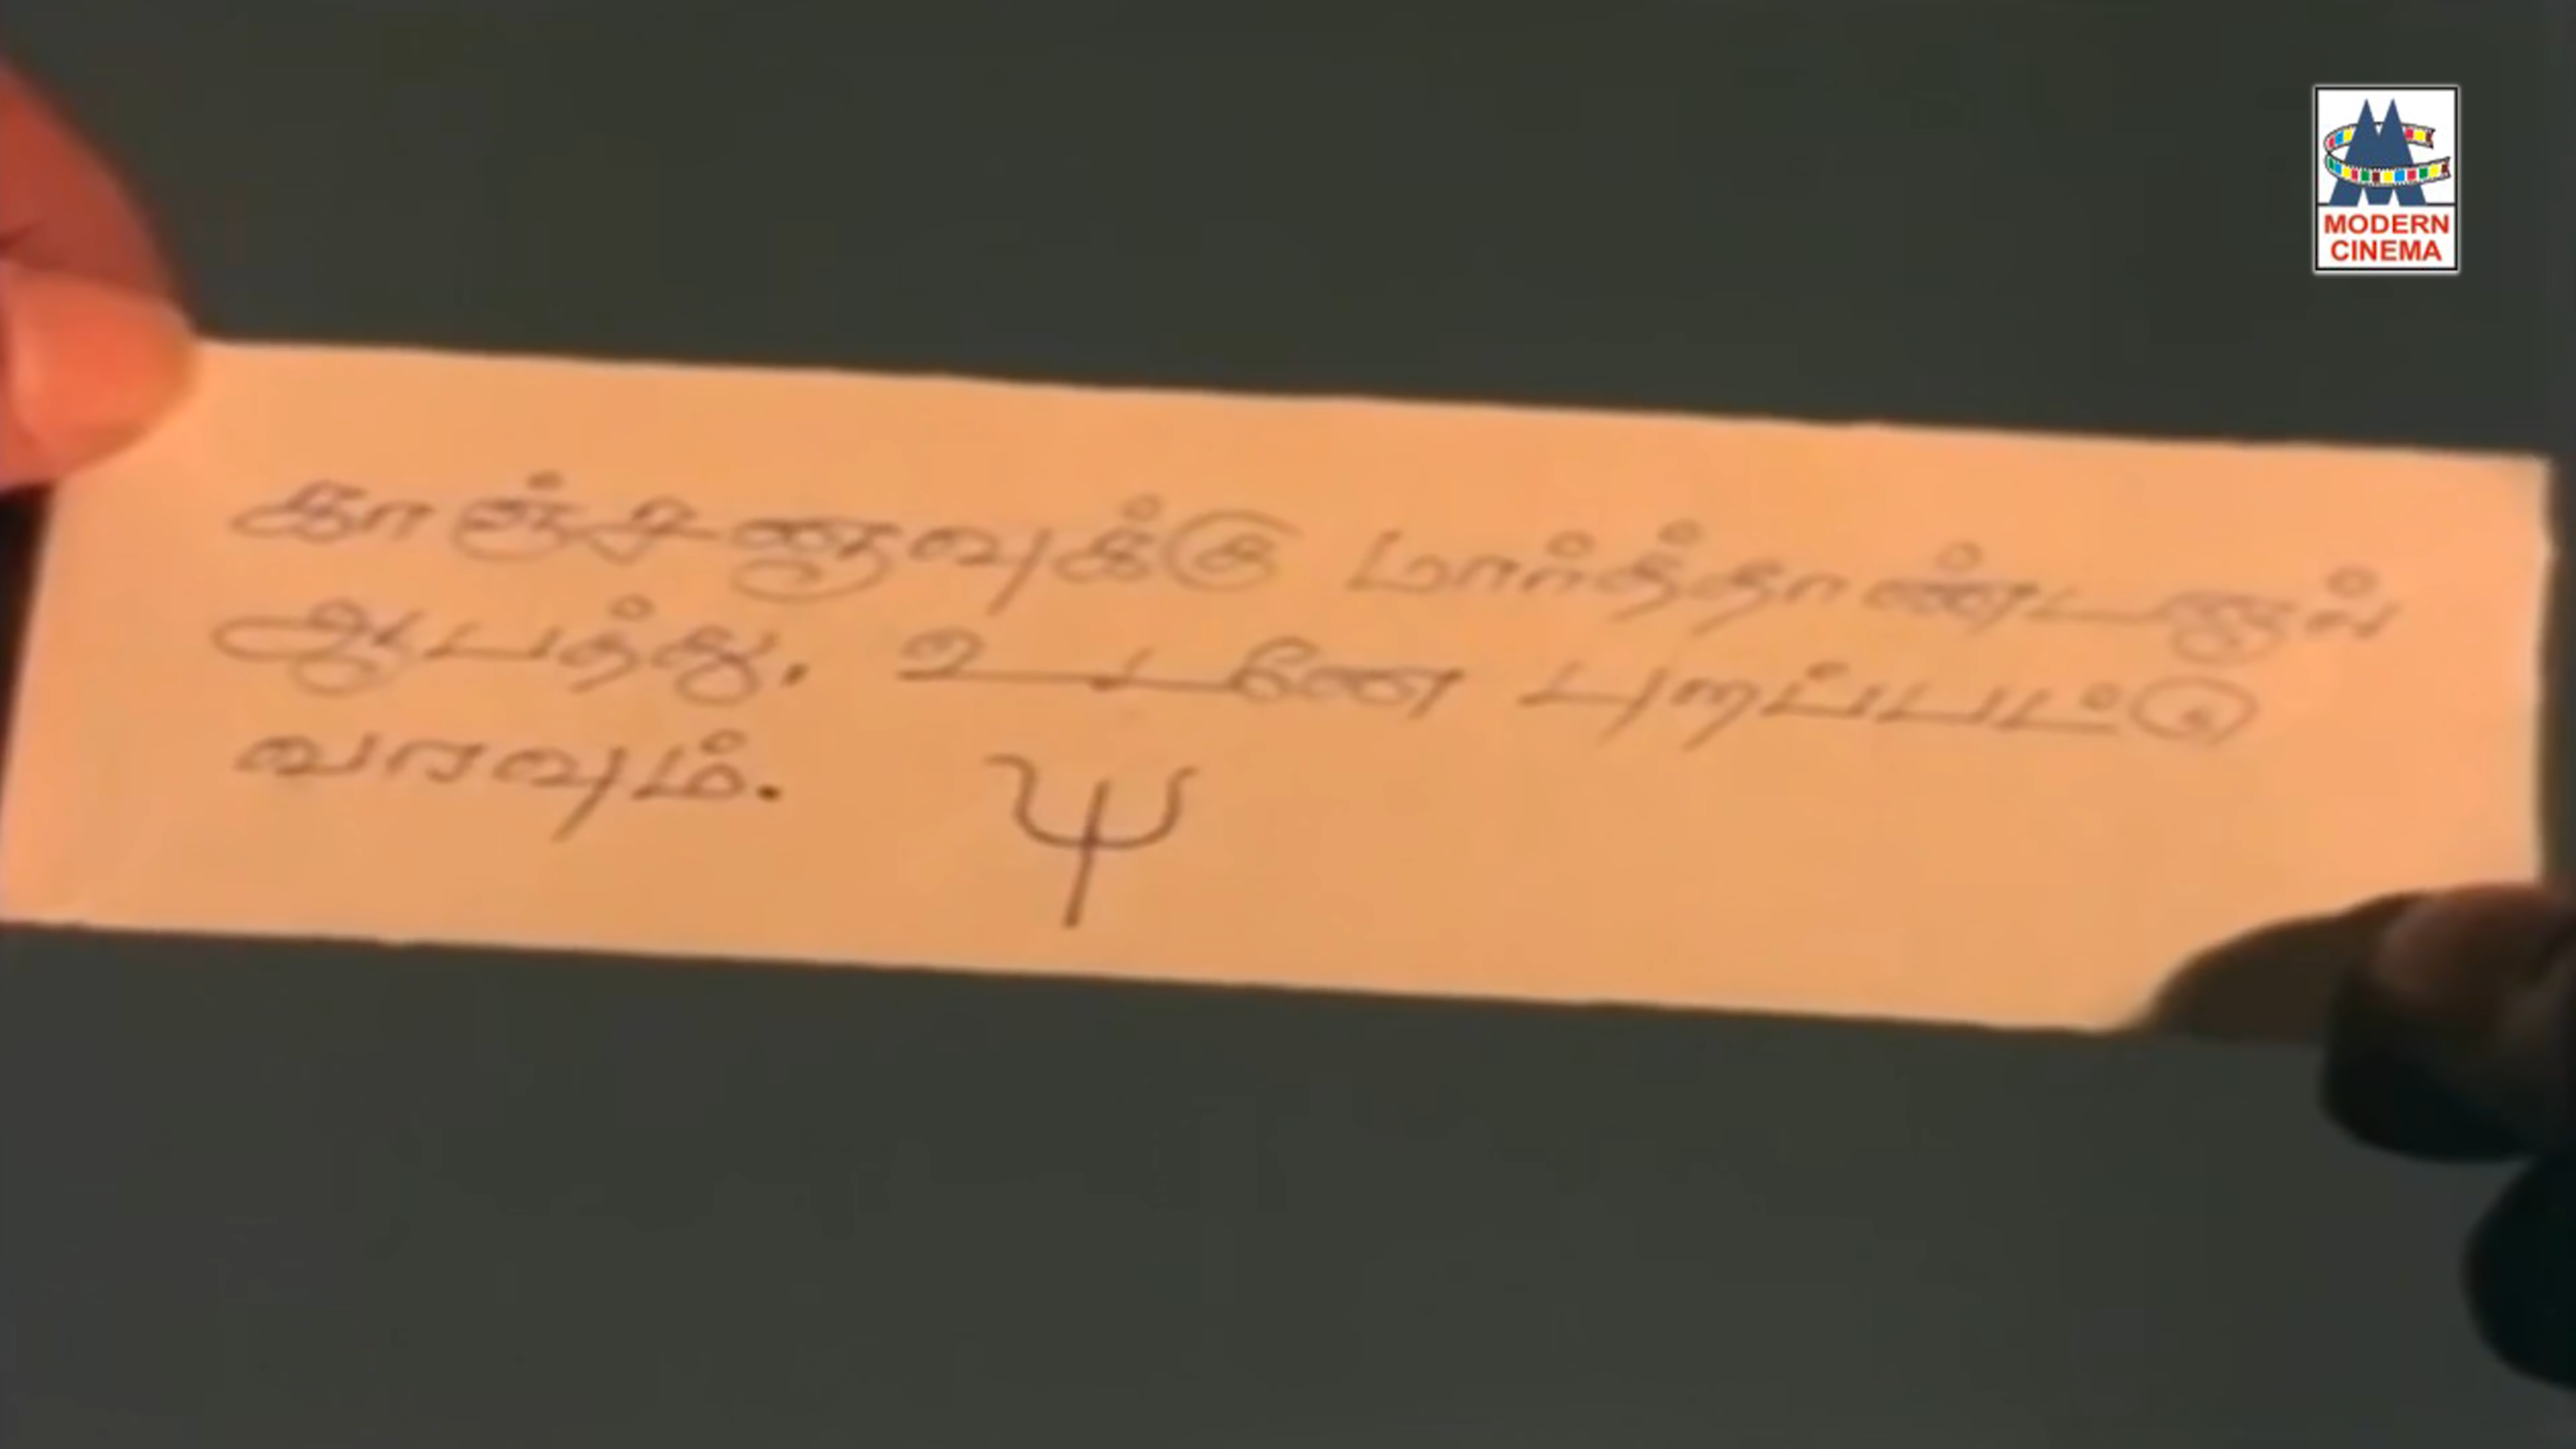 காஞ்சனாவுக்கு மார்த்தாண்டனால்
ஆபத்து. உடனே புறப்பட்டு
வரவும்.
Ψ
MODERN
CINEMA